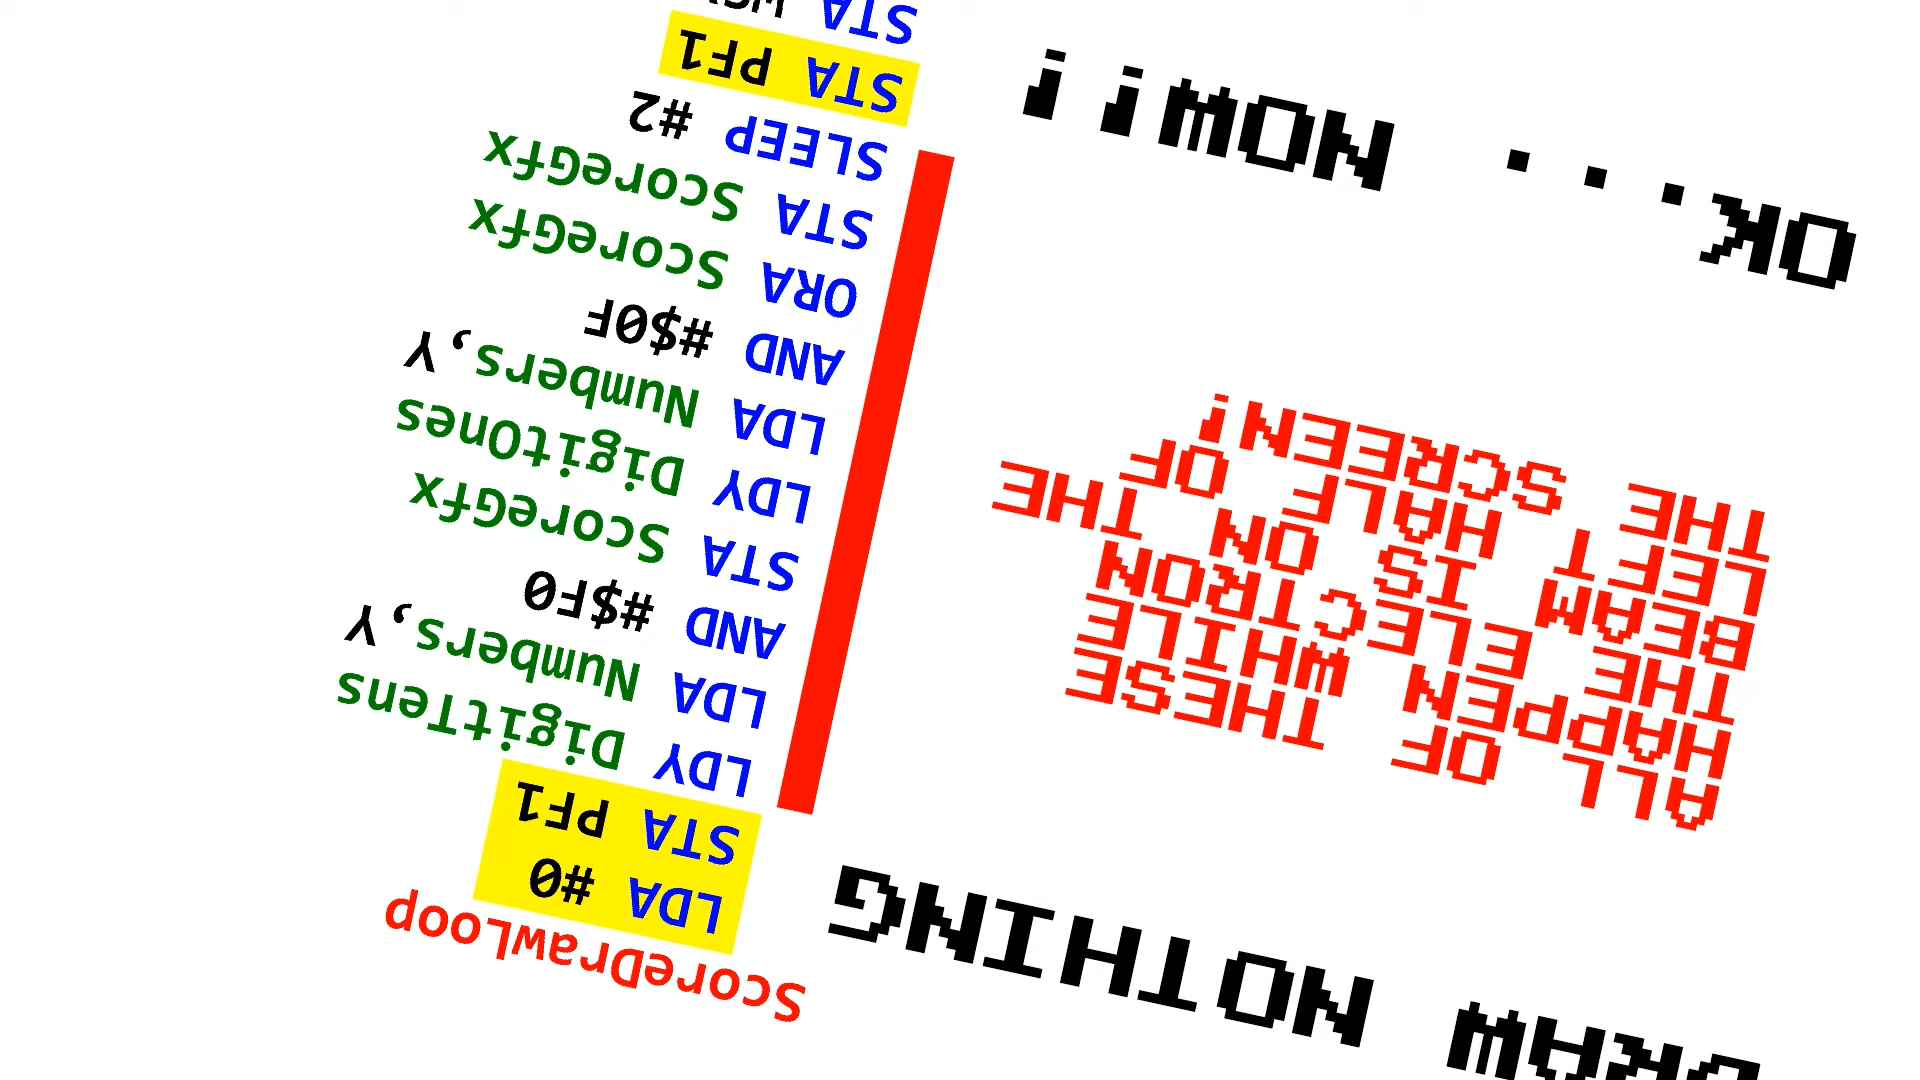 DRAW NOTHING
ALL OF THESE
HAPPEN WHILE
THE ELECTRON
BEAM IS ON THE
LEFT HALF OF
THE SCREEN!
OK... NOW!!
ScoreDrawLoop
LDA #0
STA PF1
LDY DigitTens
LDA Numbers,Y
AND #$F0
STA ScoreGfx
LDY DigitOnes
LDA Numbers,Y
AND #$0F
ORA ScoreGfx
STA ScoreGfx
SLEEP #2
STA PF1
STA